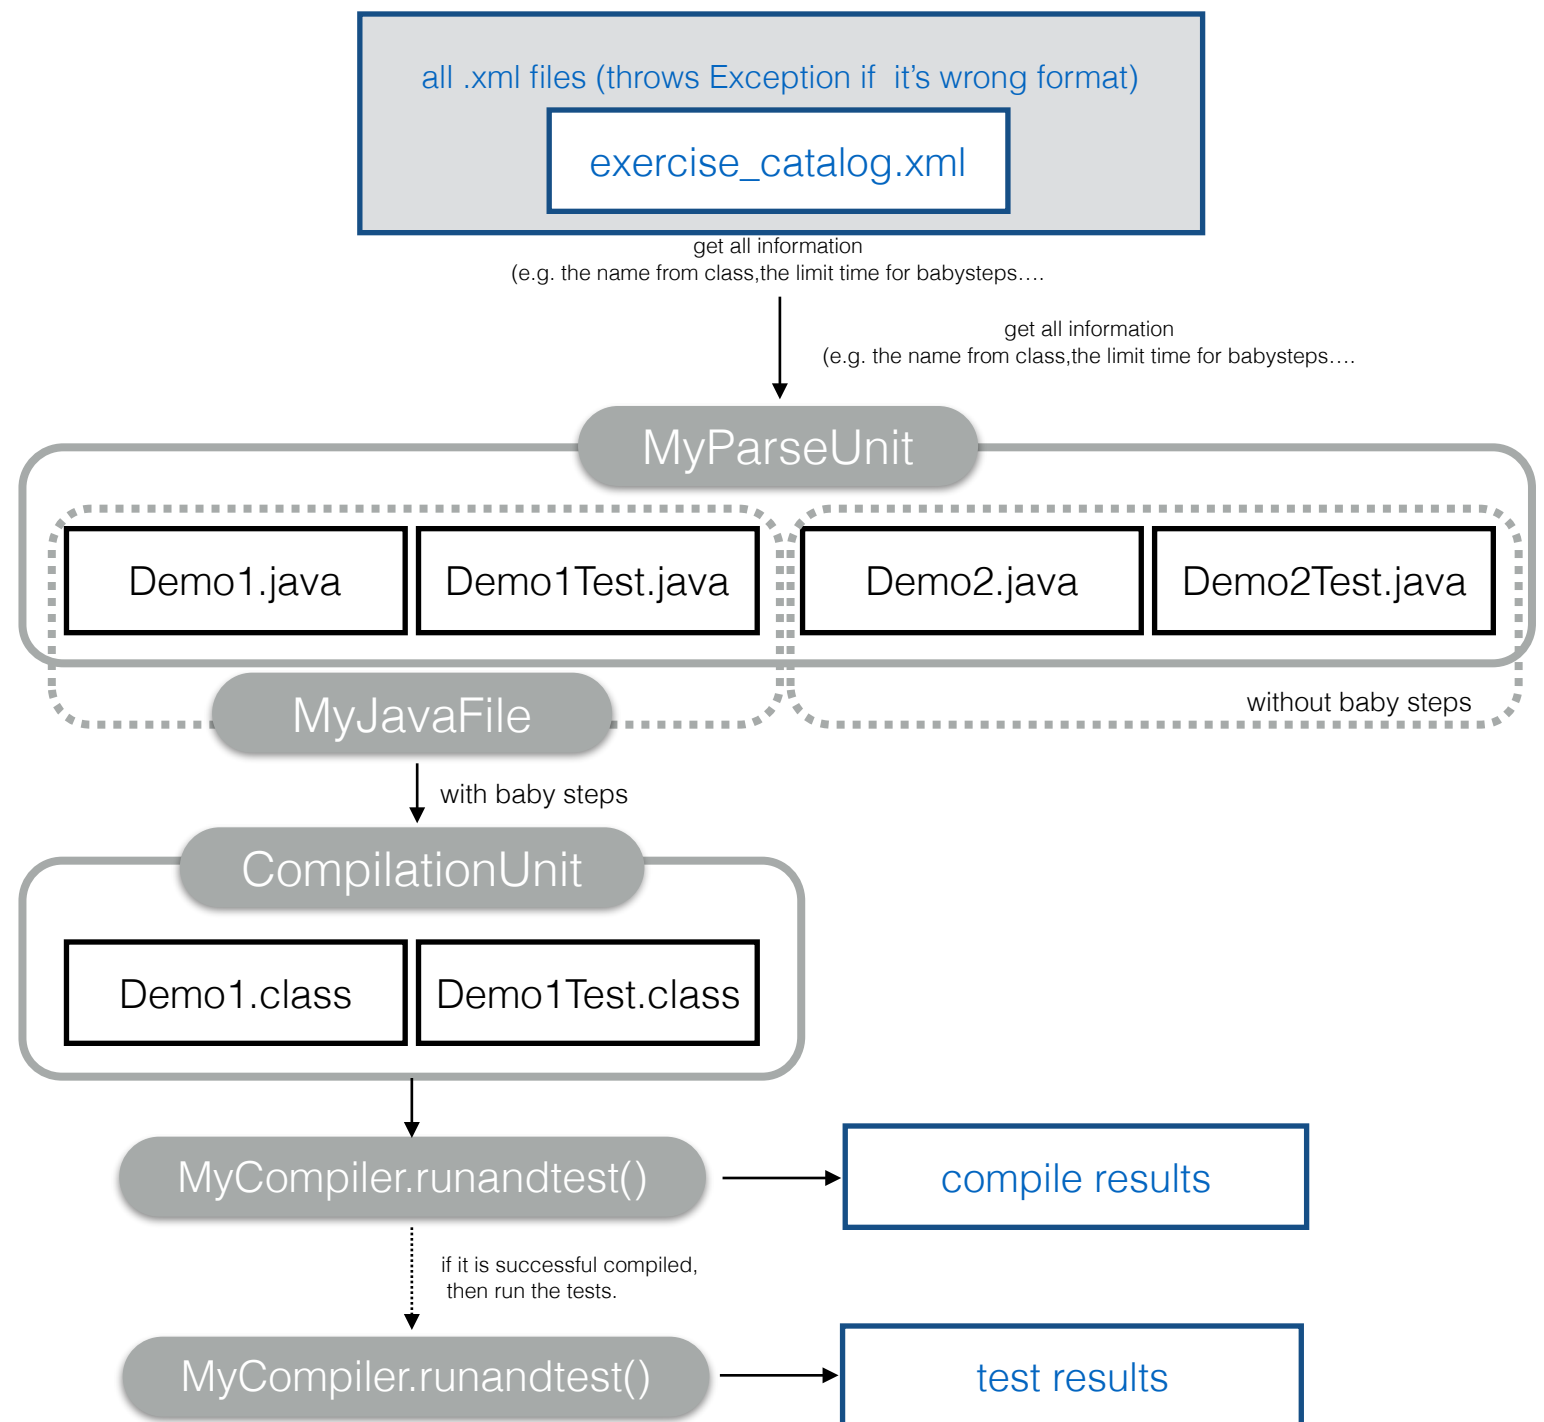 all .xml files (throws Exception if  it's wrong format)
exercise_catalog.xml
get all information
(e.g. the name from class,the limit time for babysteps….
get all information
(e.g. the name from class,the limit time for babysteps….
MyParseUnit
Demo1.java
Demo1Test.java
Demo2.java
Demo2Test.java
without baby steps
MyJavaFile
with baby steps
CompilationUnit
Demo1.class
Demo1Test.class
MyCompiler.runandtest()
compile results
if it is successful compiled,
then run the tests.
MyCompiler.runandtest()
test results